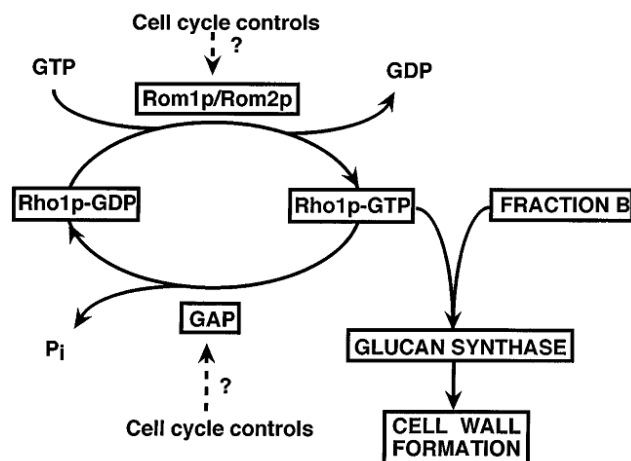 Cell cycle controls
?
GTP
GDP
Rom1p/Rom2p
Rho1p-GDP
Rho1p-GTP
FRACTION B
GAP
Pi
GLUCAN SYNTHASE
?
Cell cycle controls
CELL WALL
FORMATION